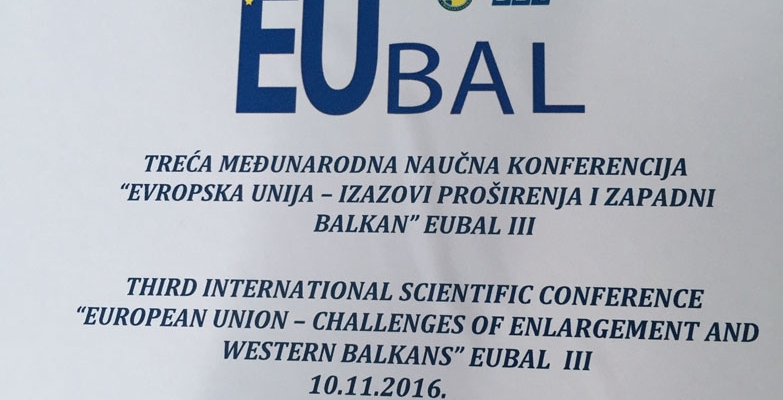 EUBAL
TREĆA MEĐUNARODNA NAUČNA KONFERENCIJA
“EVROPSKA UNIJA – IZAZOVI PROŠIRENJA I ZAPADNI
BALKAN” EUBAL III
THIRD INTERNATIONAL SCIENTIFIC CONFERENCE
“EUROPEAN UNION – CHALLENGES OF ENLARGEMENT AND
WESTERN BALKANS” EUBAL III
10.11.2016.